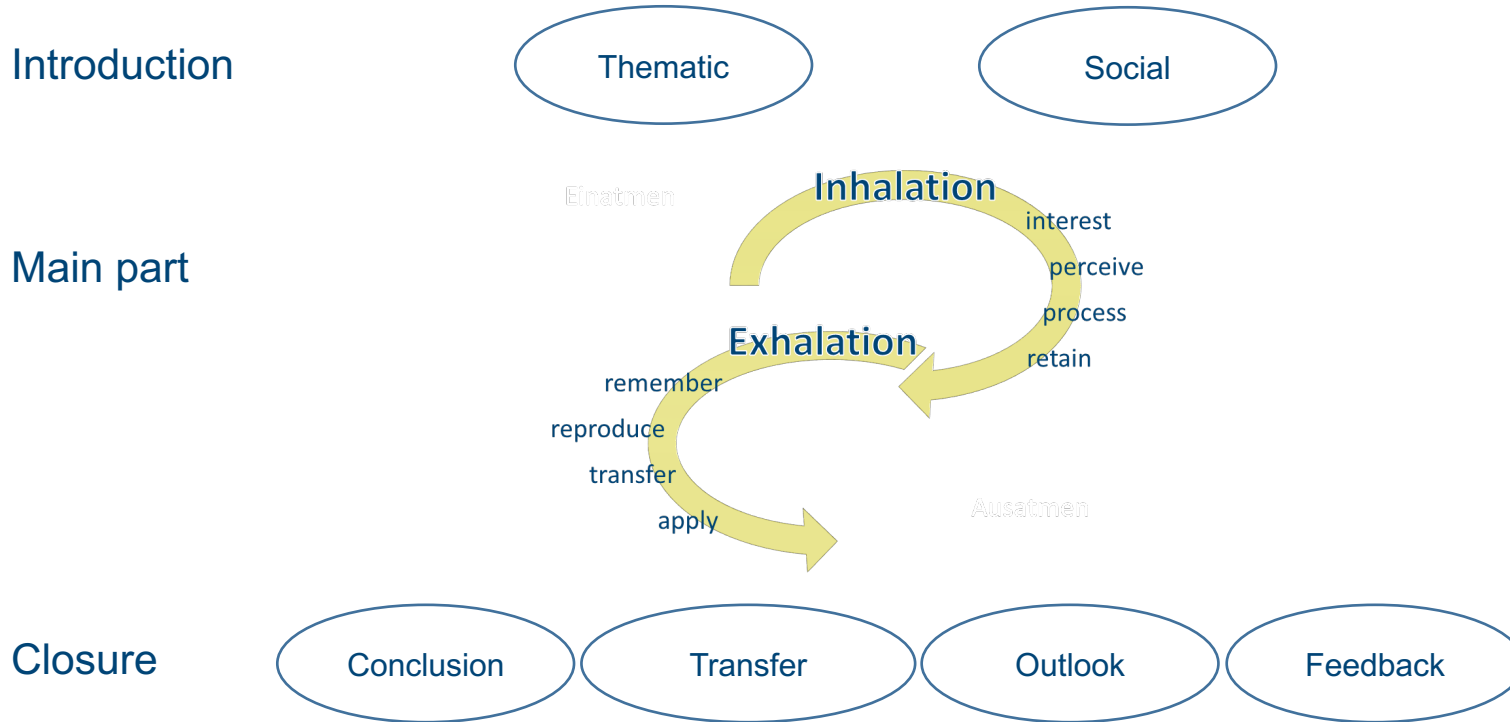 Introduction
Thematic
Social
Einatmen
Inhalation
interest
Main part
perceive
process
Exhalation
retain
remember
reproduce
transfer
Ausatmen
apply
Closure
Conclusion
Transfer
Outlook
Feedback